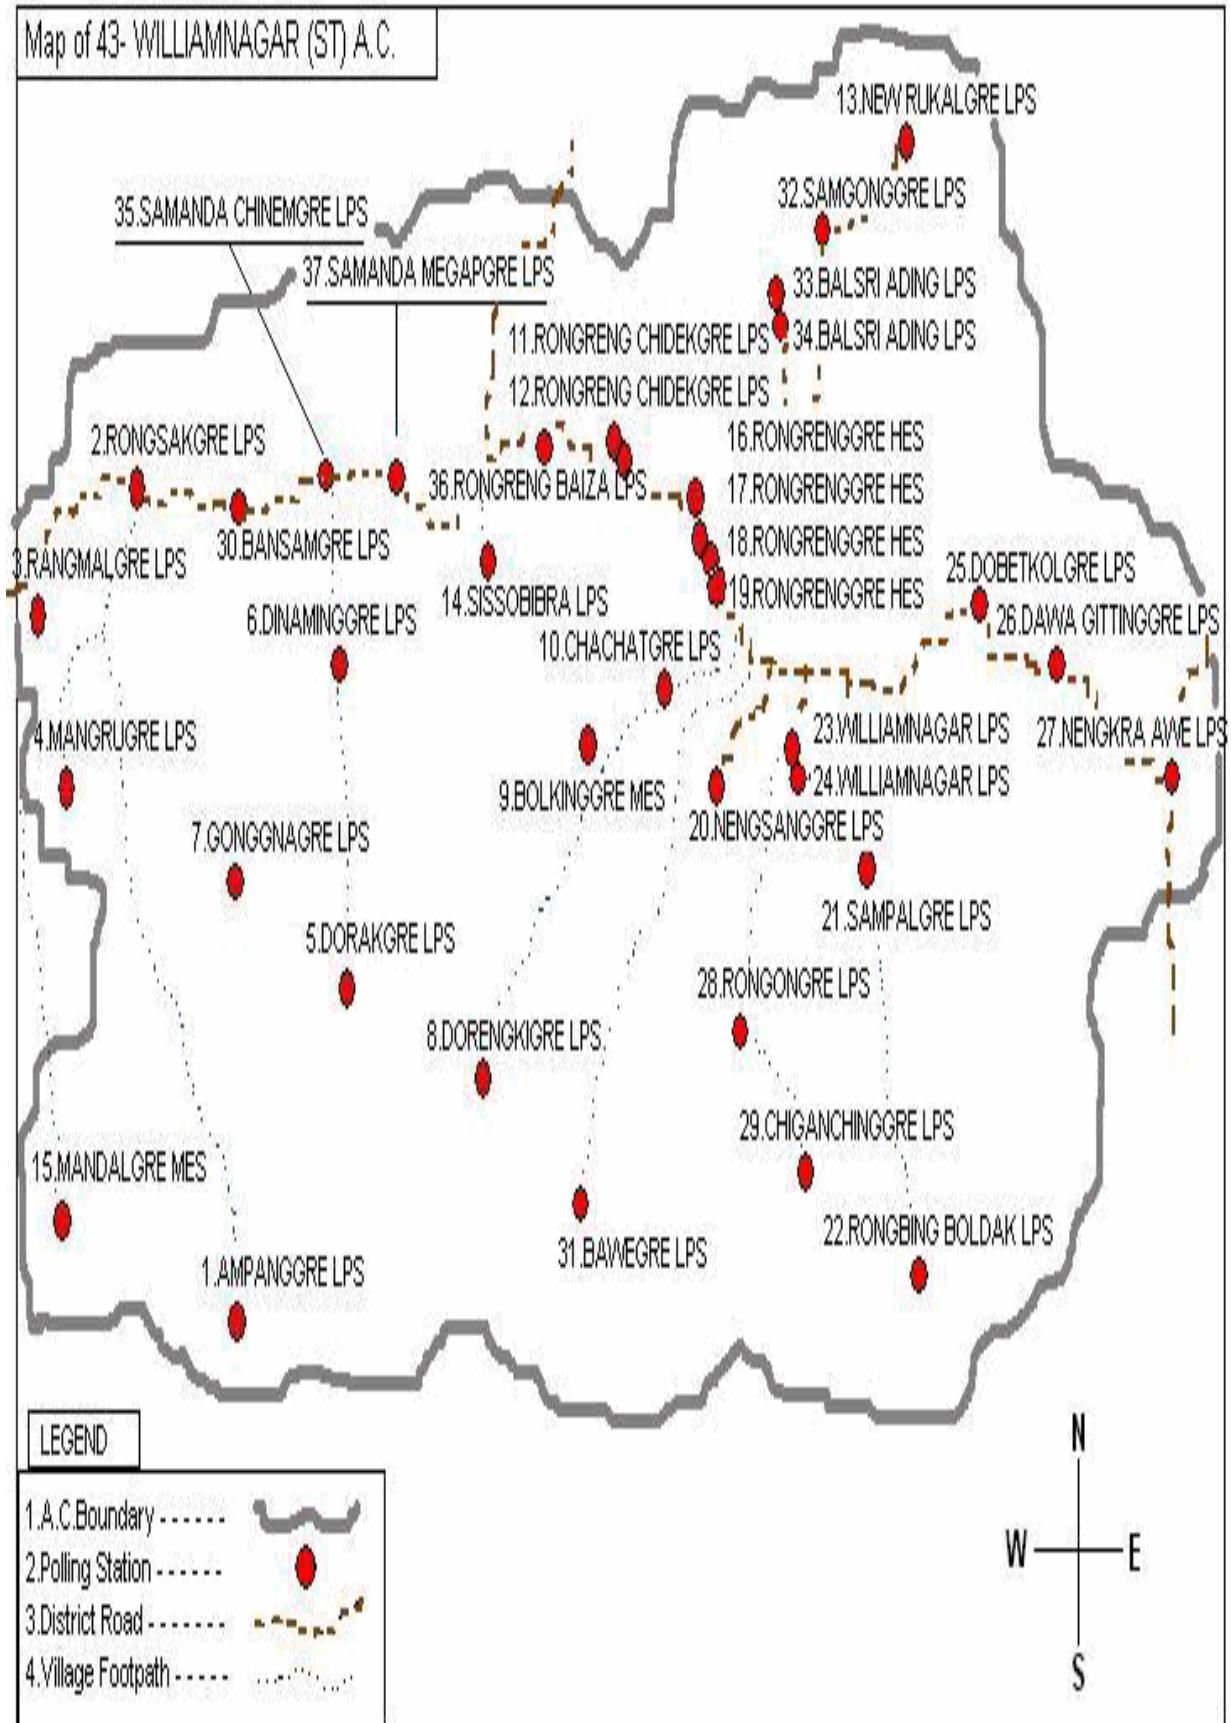 Map of 43- WILLIAMNAGAR (ST) A.C.
13.NEW RUKALGRE LPS
32.SAMGONGGRE LPS
35.SAMANDA CHINEMGRE LPS
37.SAMANDA MEGAPGRE LPS
33.BALSRI ADING LPS
34.BALSRI ADING LPS
11.RONGRENG CHIDEKGRE LPS
12.RONGRENG CHIDEKGRE LPS
2.RONGSAKGRE LPS
16.RONGRENGGRE HES
36.RONGRENG BAIZA LPS
17.RONGRENGGRE HES
30.BANSAMGRE LPS
18.RONGRENGGRE HES
3.RANGMALGRE LPS
25.DOBETKOLGRE LPS
14.SISSOBIBRA LPS
19.RONGRENGGRE HES
6.DINAMINGGRE LPS
26.DAWA GITTINGGRE LPS
10.CHACHATGRE LPS
4.MANGRUGRE LPS
23.WILLIAMNAGAR LPS
27.NENGKRA AWE LPS
9.BOLKINGGRE MES
24.WILLIAMNAGAR LPS
20.NENGSANGGRE LPS
7.GONGGNAGRE LPS
21.SAMPALGRE LPS
5.DORAKGRE LPS
28.RONGONGRE LPS
8.DORENGKIGRE LPS
29.CHIGANCHINGGRE LPS
15.MANDALGRE MES
22.RONGBING BOLDAK LPS
31.BAWEGRE LPS
1.AMPANGGRE LPS
LEGEND
1.A.C.Boundary ------
2.Polling Station ------
3.District Road ------
4.Village Footpath -----
N
W E
S